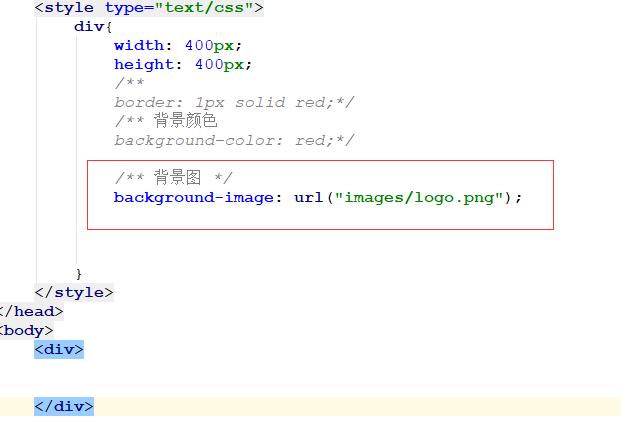 <style type="text/css">
div{
width: 400px;
height: 400px;
/**
border: 1px solid red;*/
/** 背景颜色
background-color: red;*/
/** 背景图 */
background-image: url("images/logo.png");
}
</style>
</head>
<body>
<div>
</div>